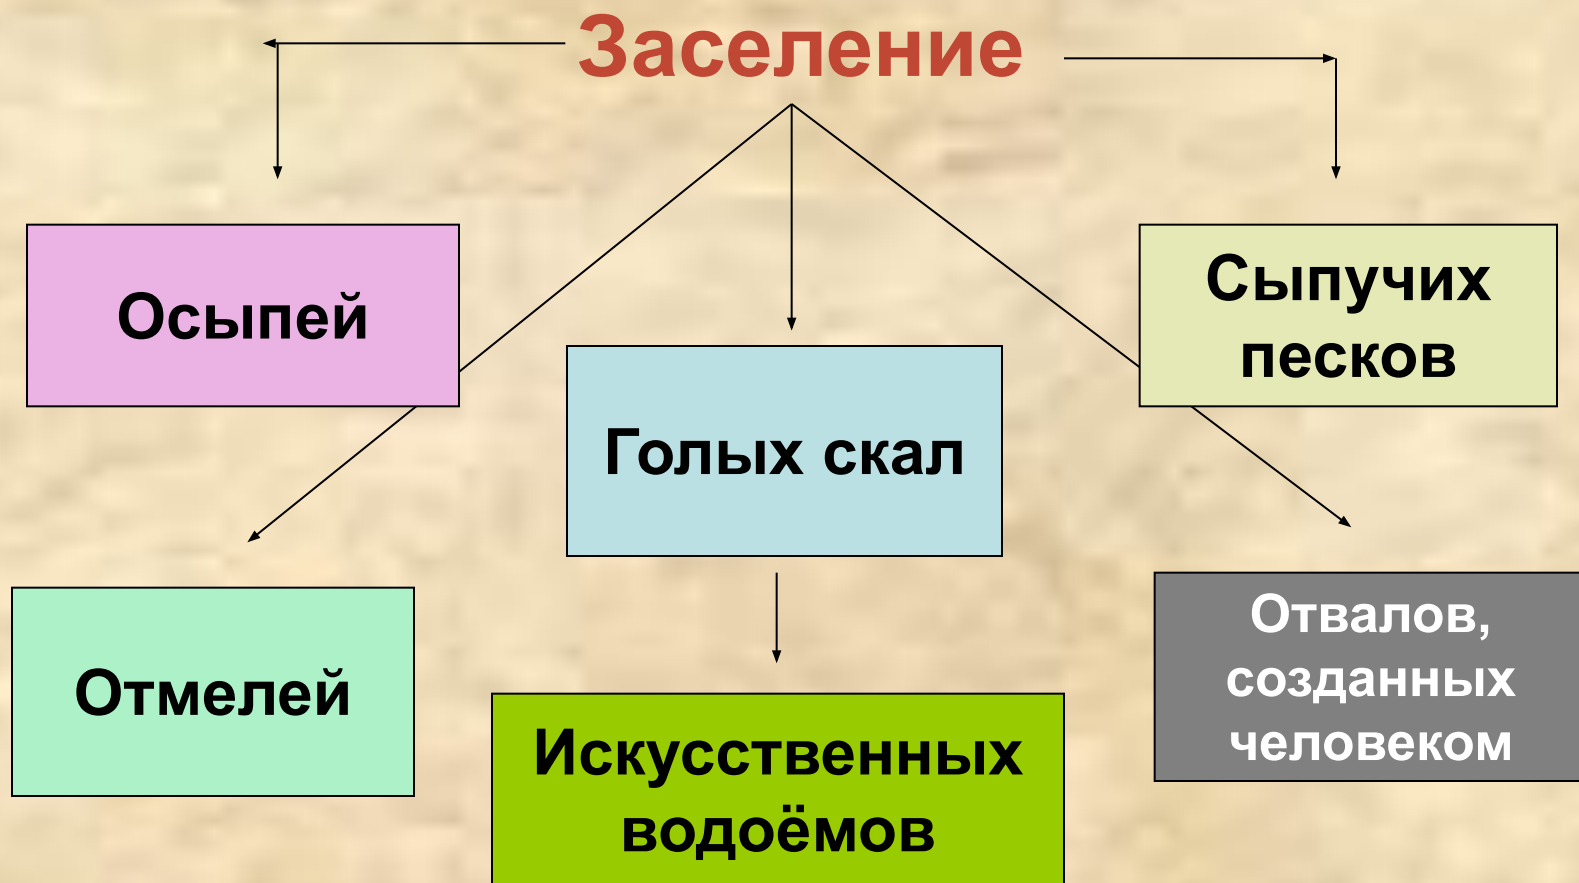 Заселение
Осыпей
Сыпучих
песков
Голых скал
Отмелей
Отвалов,
созданных
человеком
Искусственных
водоёмов